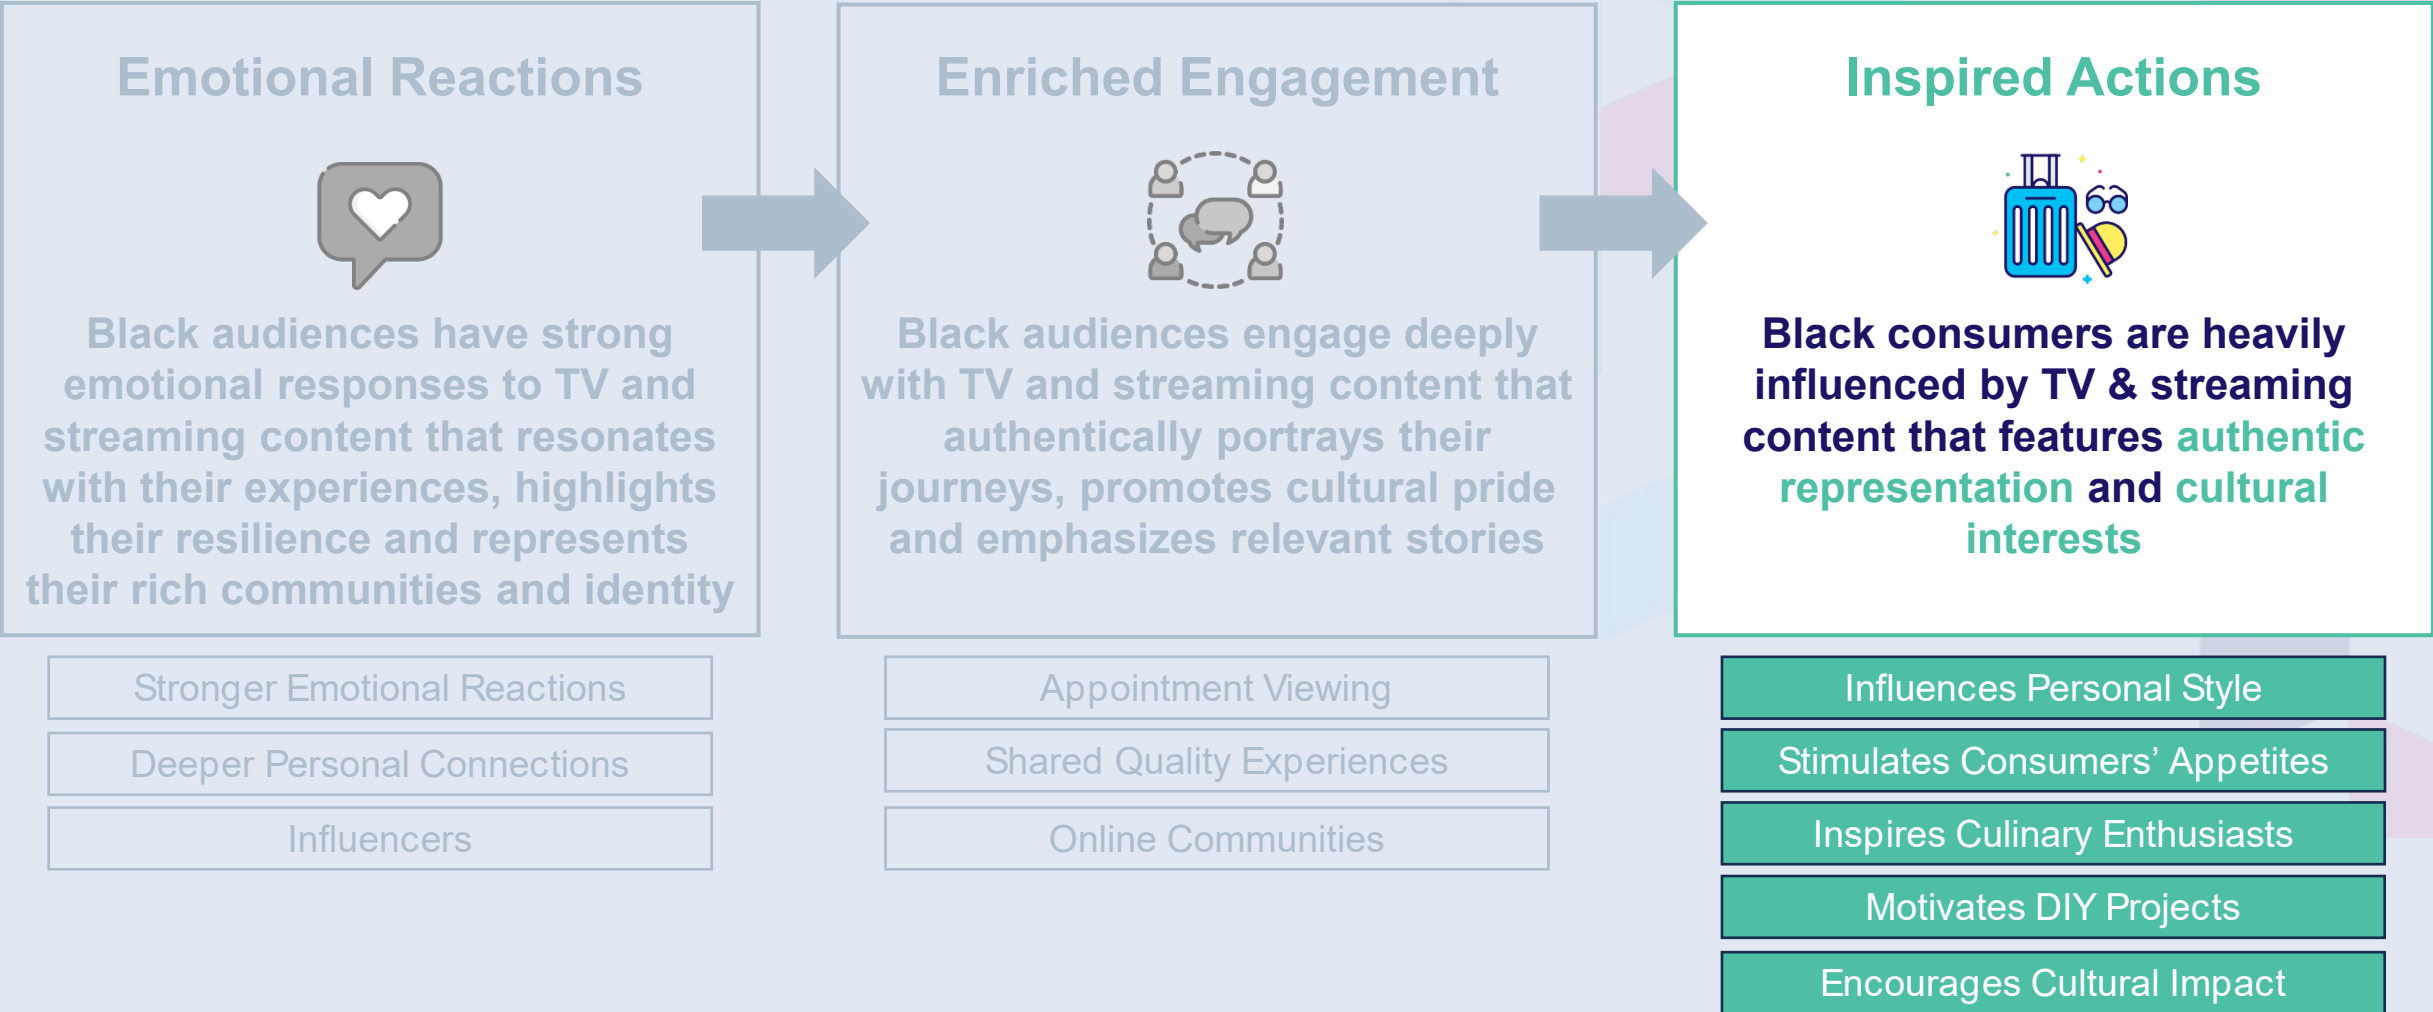 Emotional Reactions
Black audiences have strong
emotional responses to TV and
streaming content that resonates
with their experiences, highlights
their resilience and represents
their rich communities and identity
Stronger Emotional Reactions
Deeper Personal Connections
Influencers
Enriched Engagement
Black audiences engage deeply
with TV and streaming content that
authentically portrays their
journeys, promotes cultural pride
and emphasizes relevant stories
Appointment Viewing
Shared Quality Experiences
Online Communities
Inspired Actions
Black consumers are heavily
influenced by TV & streaming
content that features authentic
representation and cultural
interests
Influences Personal Style
Stimulates Consumers’ Appetites
Inspires Culinary Enthusiasts
Motivates DIY Projects
Encourages Cultural Impact